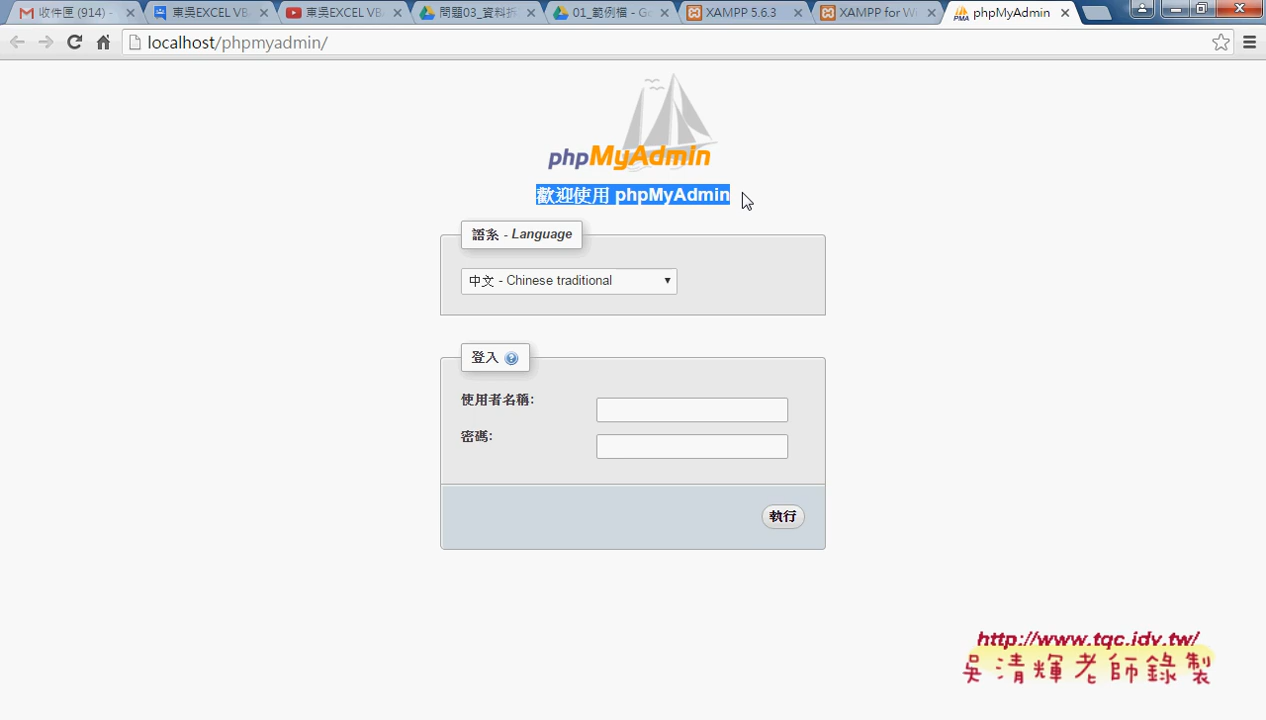 收件匣 (914) -
東吳EXCEL VB
東吳EXCEL VB
問題03_資料拆
01_範例檔 - Go
XAMPP 5.6.3
XAMPP for Wi
phpMyAdmin
localhost/phpmyadmin/
phpMyAdmin
歡迎使用 phpMyAdmin
語系 - Language
中文 - Chinese traditional
登入
使用者名稱:
密碼:
執行
http://www.tqc.idv.tw/
吳清輝老師錄製